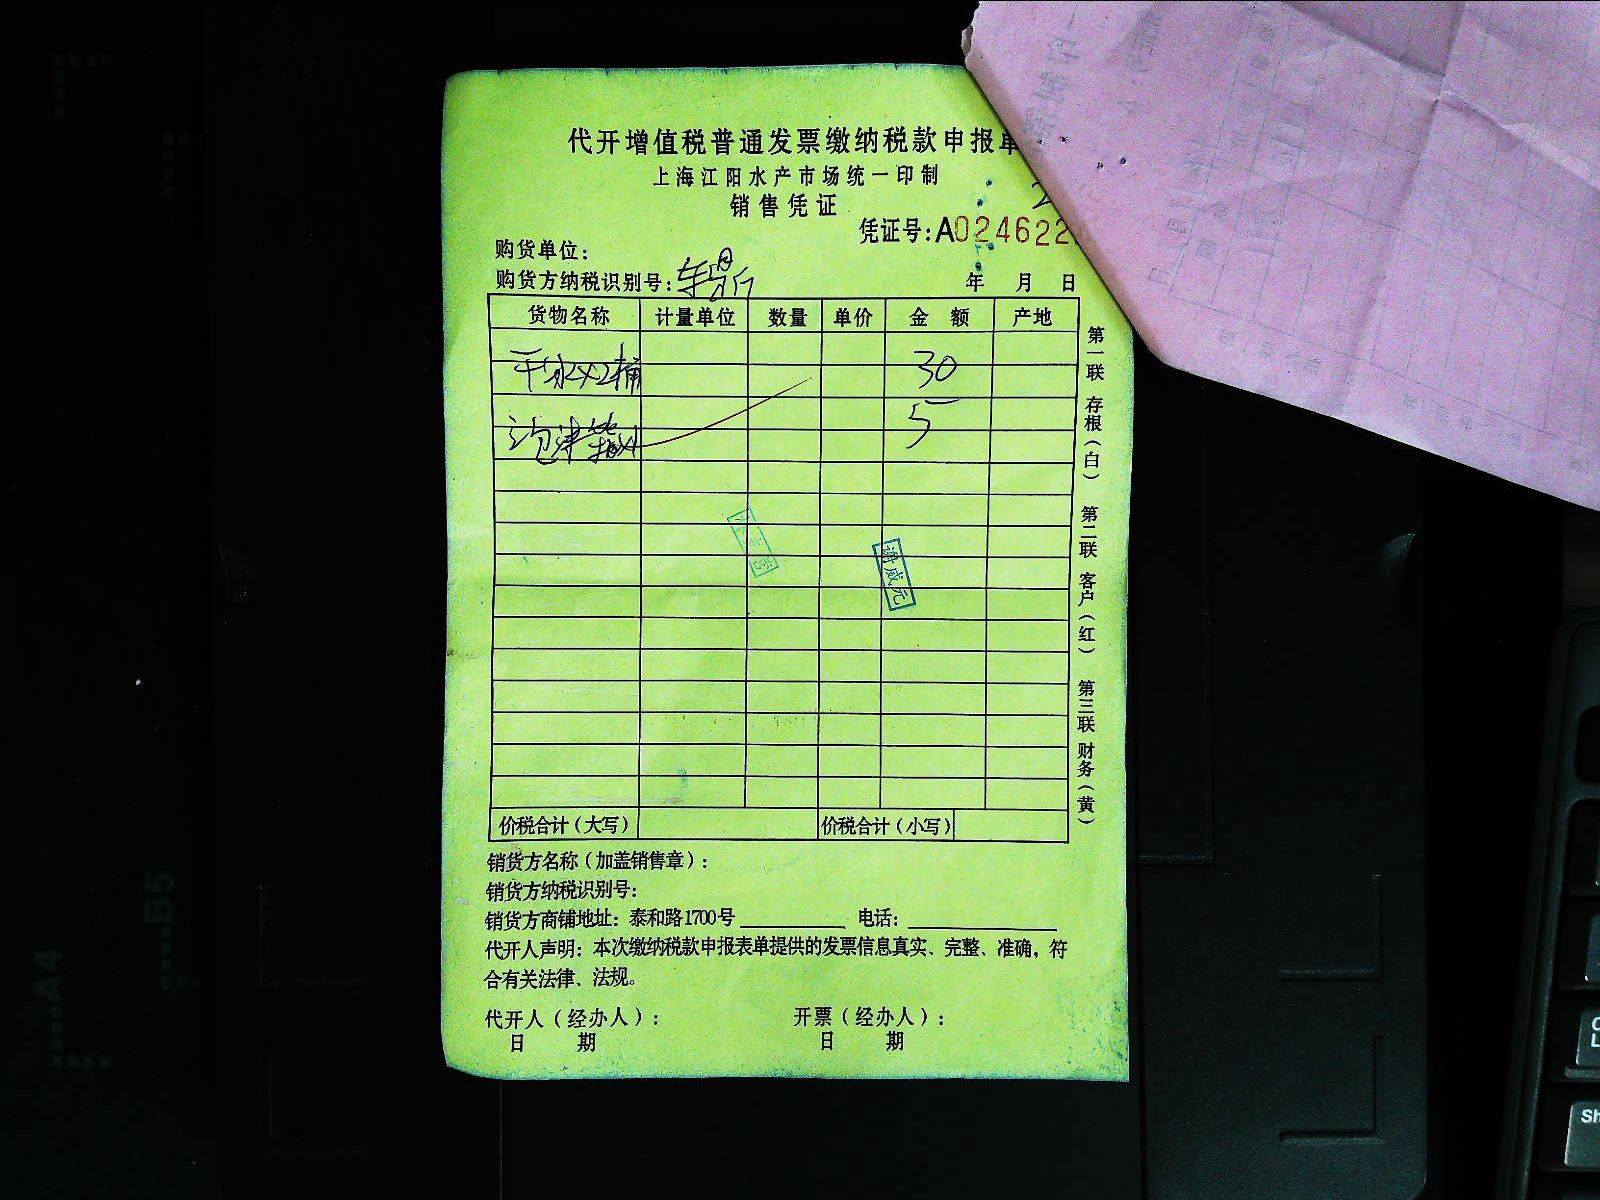 代开增值税普通发票缴纳税款申报单
上海江阳水产市场统一印制
销售凭证
凭证号:A024622
购货单位:
购货方纳税识别号:
年 月 日
货物名称 计量单位 数量 单价 金额 产地
30
5
价税合计(大写) 价税合计(小写)
销货方名称(加盖销售章):
销货方纳税识别号:
销货方商铺地址: 泰和路1700号 电话:
代开人声明: 本次缴纳税款申报表单提供的发票信息真实、完整、准确, 符
合有关法律、法规。
代开人(经办人): 开票(经办人):
日 期 日 期
第一联 存根(白) 第二联 客户(红) 第三联 财务(黄)
谢成元
A4
B5
Sh